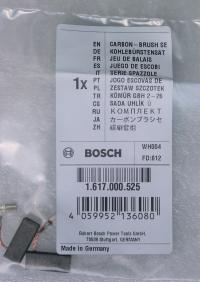 EN CARBON-BRUSH SE
DE KOHLEBÜRSTENSAT
FR JEU DE BALAIS
ES JUEGO DE ESCOBI
IT SERIE SPAZZOLE
PT JOGO ESCOVAS DE
PL ZESTAW SZCZOTEK
TR KÖMÜR GBH 2-26
CS SADA UHLÍK Ů
RU КОМПЛЕКТ
JA カーボンブラシセ
ZH
1x
BOSCH
WH004
FD:612
1.617.000.525
4 059952 136080
Made in Germany
Robert Bosch Power Tools GmbH,
70538 Stuttgart, Germany